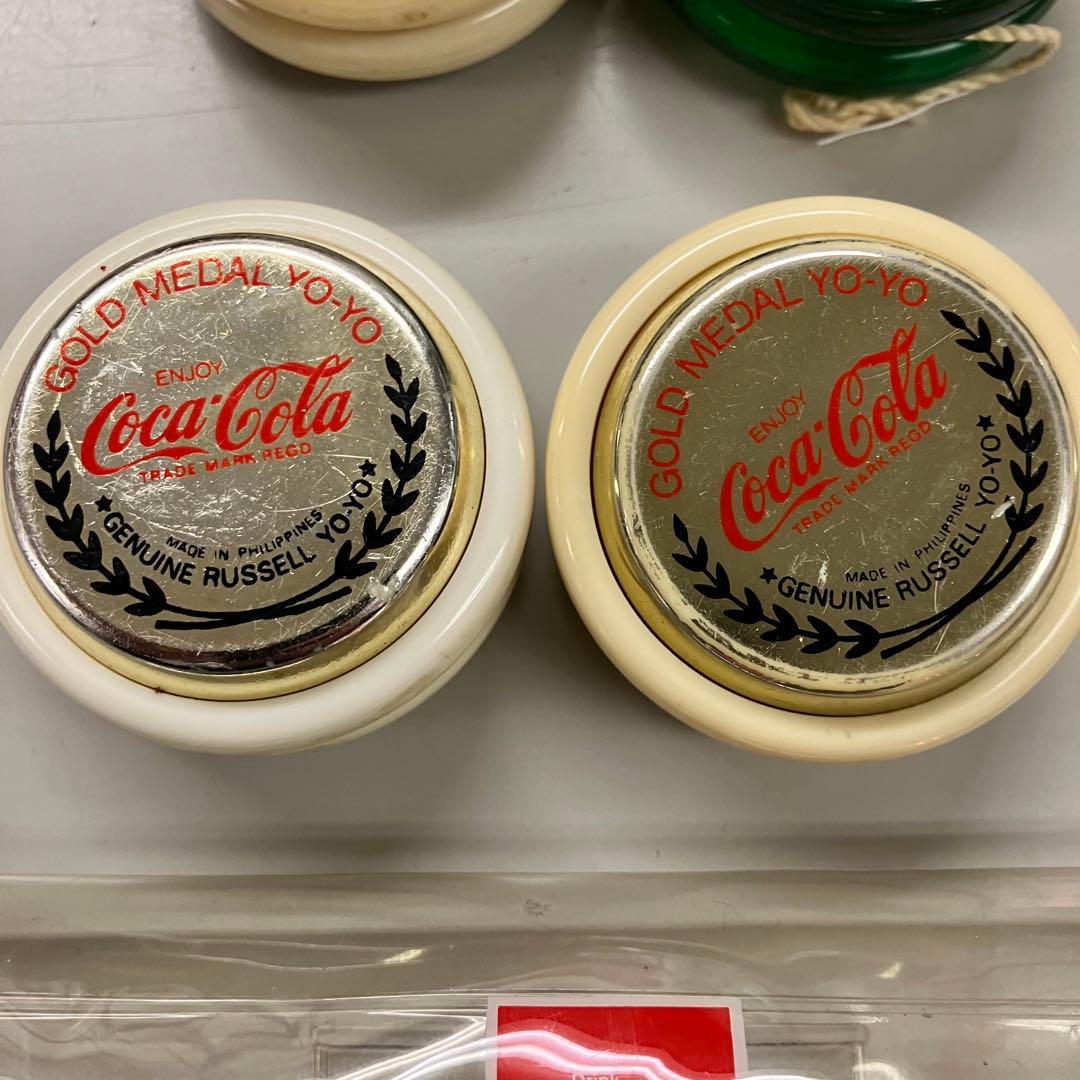 GOLD MEDAL YO-YO
ENJOY
Coca-Cola
TRADE MARK REGD
MADE IN PHILIPPINES
★GENUINE RUSSELL YO-YO★
GOLD MEDAL YO-YO
ENJOY
Coca-Cola
TRADE MARK REGD
MADE IN PHILIPPINES
★GENUINE RUSSELL YO-YO★
Drink